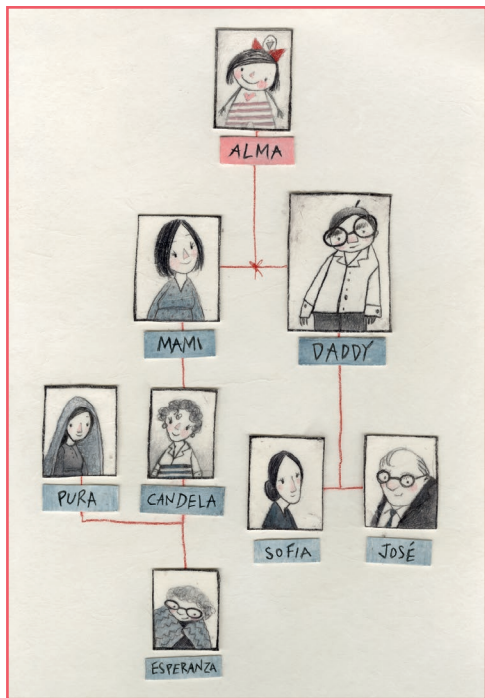 ALMA
MAMI
DADDY
PURA
CANDELA
SOFIA
JOSÉ
ESPERANZA